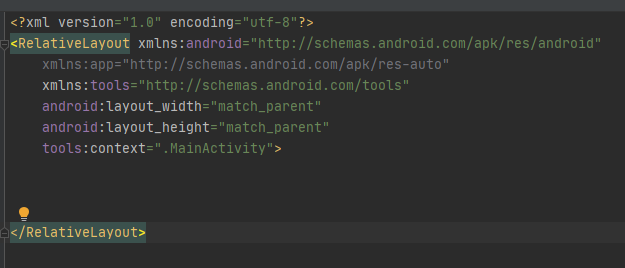 <?xml version="1.0" encoding="utf-8"?>
<RelativeLayout xmlns:android="http://schemas.android.com/apk/res/android"
    xmlns:app="http://schemas.android.com/apk/res-auto"
    xmlns:tools="http://schemas.android.com/tools"
    android:layout_width="match_parent"
    android:layout_height="match_parent"
    tools:context=".MainActivity">
</RelativeLayout>